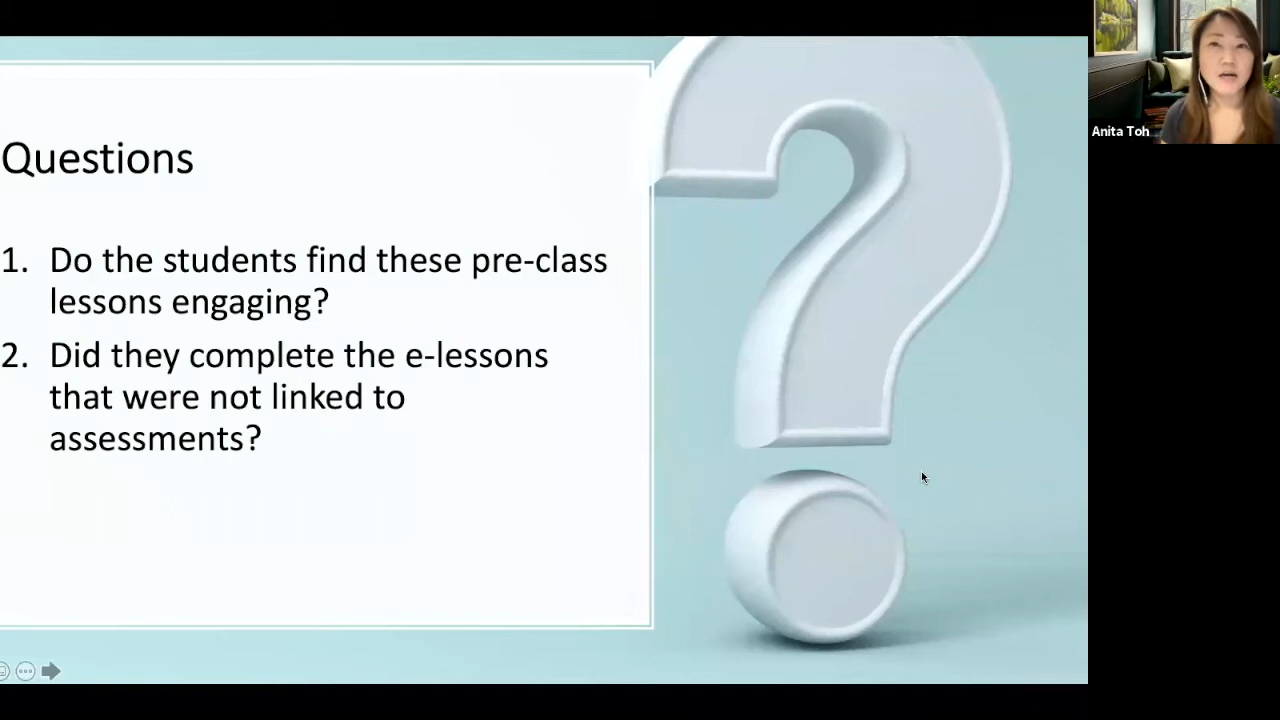 Questions
1. Do the students find these pre-class
lessons engaging?
2. Did they complete the e-lessons
that were not linked to
assessments?
Anita Toh